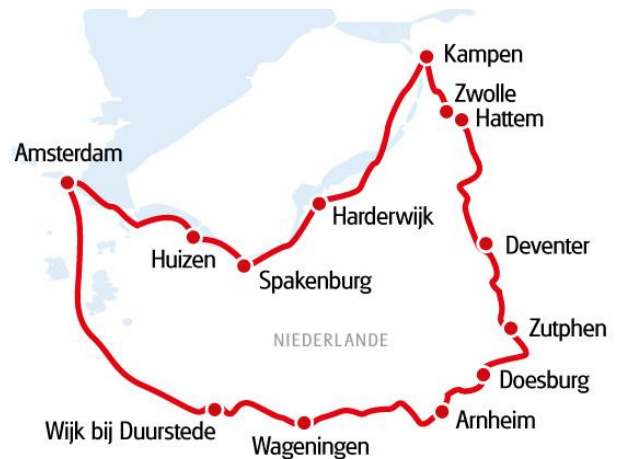 Kampen
Zwolle
Hattem
Amsterdam
Harderwijk
Huizen
Spakenburg
Deventer
Zutphen
NIEDERLANDE
Doesburg
Arnheim
Wijk bij Duurstede
Wageningen